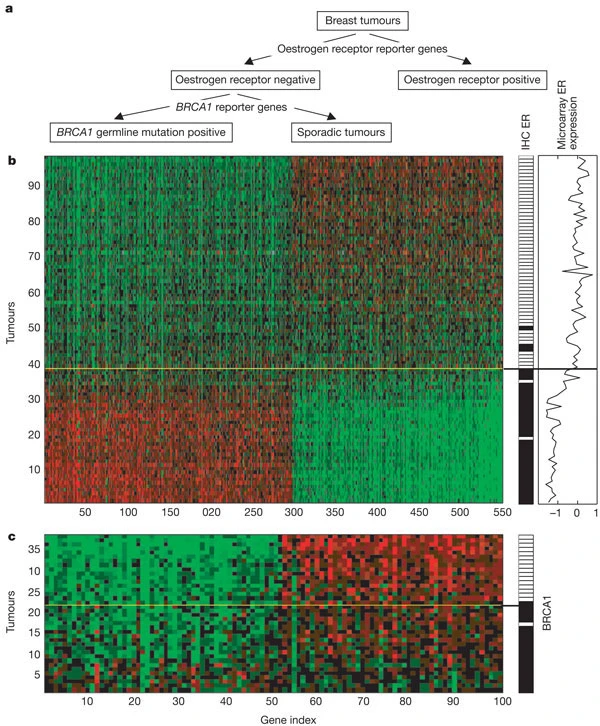 a
Breast tumours
Oestrogen receptor reporter genes
Oestrogen receptor negative
Oestrogen receptor positive
BRCA1 reporter genes
BRCA1 germline mutation positive
Sporadic tumours
IHC ER
Microarray ER
expression
b
90
80
70
60
50
40
30
20
10
Tumours
50
100
150
020
250
300
350
400
450
500
550
−1
0
1
c
35
10
25
20
15
10
5
Tumours
BRCA1
10
20
30
40
50
60
70
80
90
100
Gene index